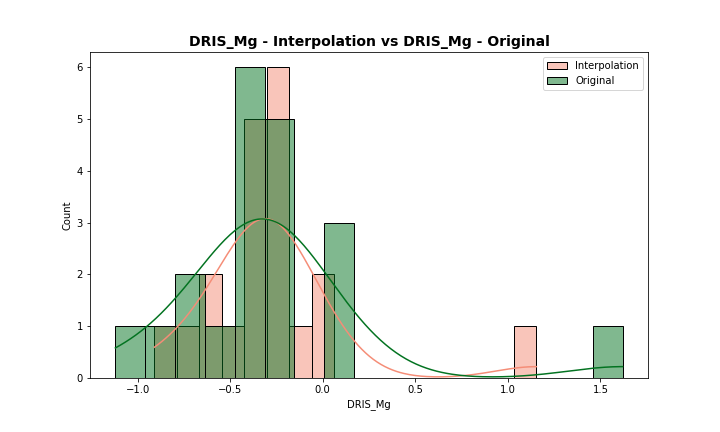 DRIS_Mg - Interpolation vs DRIS_Mg - Original
Interpolation
Original
6
5
4
3
2
1
0
Count
−1.0 −0.5 0.0 0.5 1.0 1.5
DRIS_Mg